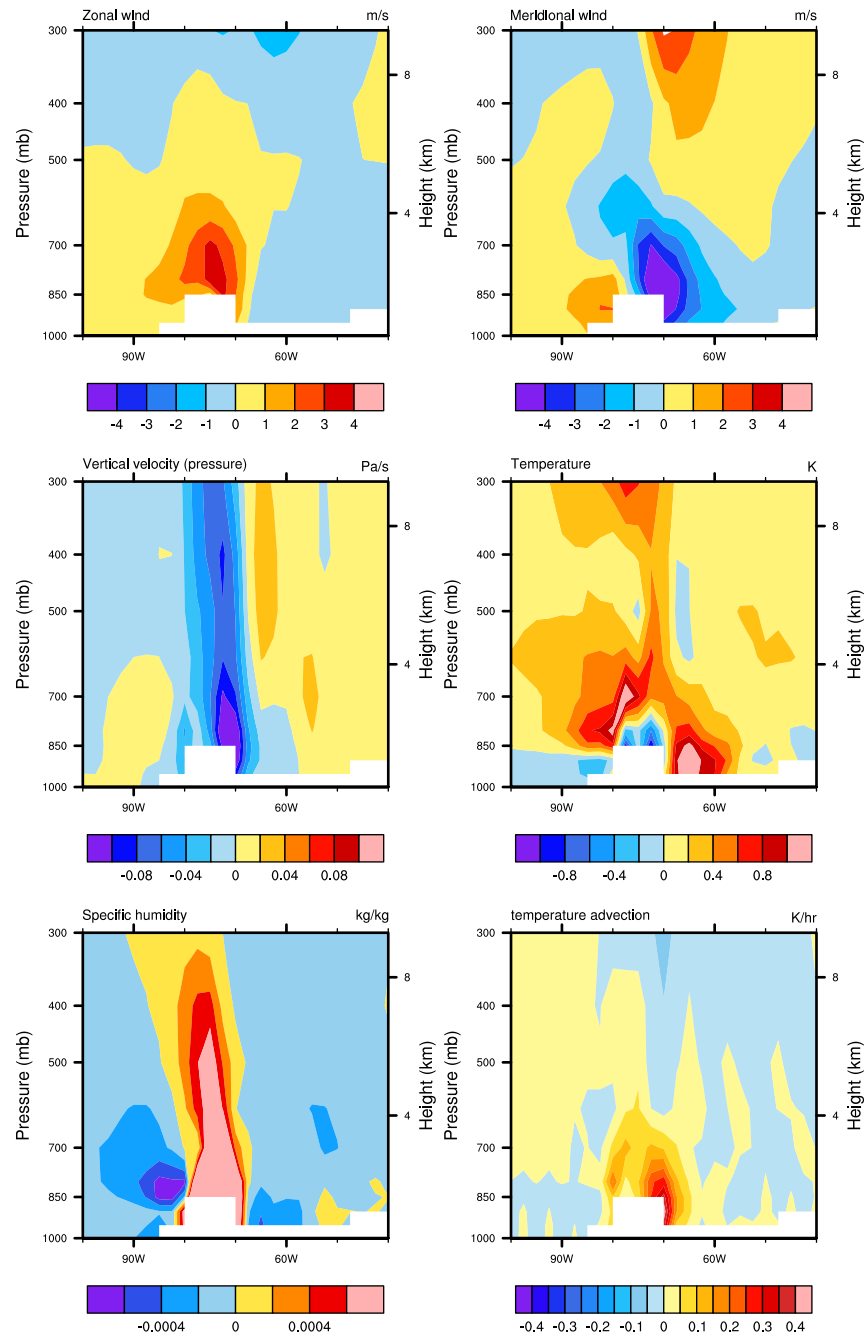 Zonal wind m/s
300
400
500
700
850
1000
Pressure (mb)
8
4
Height (km)
90W 60W
-4 -3 -2 -1 0 1 2 3 4
Meridional wind m/s
300
400
500
700
850
1000
Pressure (mb)
8
4
Height (km)
90W 60W
-4 -3 -2 -1 0 1 2 3 4
Vertical velocity (pressure) Pa/s
300
400
500
700
850
1000
Pressure (mb)
8
4
Height (km)
90W 60W
-0.08 -0.04 0 0.04 0.08
Temperature K
300
400
500
700
850
1000
Pressure (mb)
8
4
Height (km)
90W 60W
-0.8 -0.4 0 0.4 0.8
Specific humidity kg/kg
300
400
500
700
850
1000
Pressure (mb)
8
4
Height (km)
90W 60W
-0.0004 0 0.0004
temperature advection K/hr
300
400
500
700
850
1000
Pressure (mb)
8
4
Height (km)
90W 60W
-0.4 -0.3 -0.2 -0.1 0 0.1 0.2 0.3 0.4